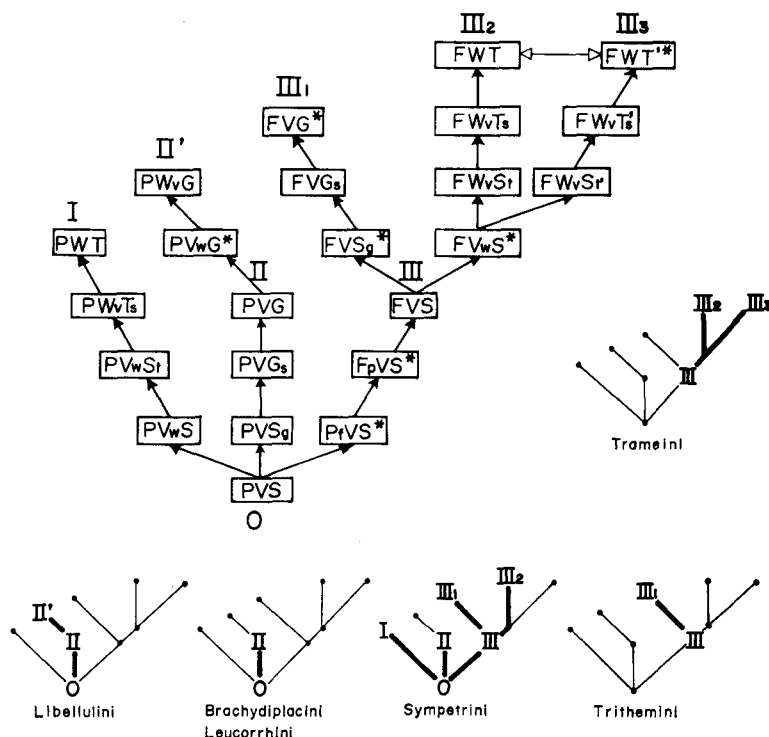 III2 III3
FWT FWT'*
III1
FVG* FWvTs FWvTs'
II'
PWvG FVGs FWvSt FWvSt'
I
PWT PVwG* FVSg* FVwS*
II III
PWvTs PVG FVS
PVwSt PVGs FpVS*
PVwS PVSg PfVS*
PVS
O
III2 III3
III
Trameini
II'
II
O
Libellulini
II
O
Brachydiplacini
Leucorrhini
III1 III2
I II III
O
Sympetrini
III1
III
Trithemini